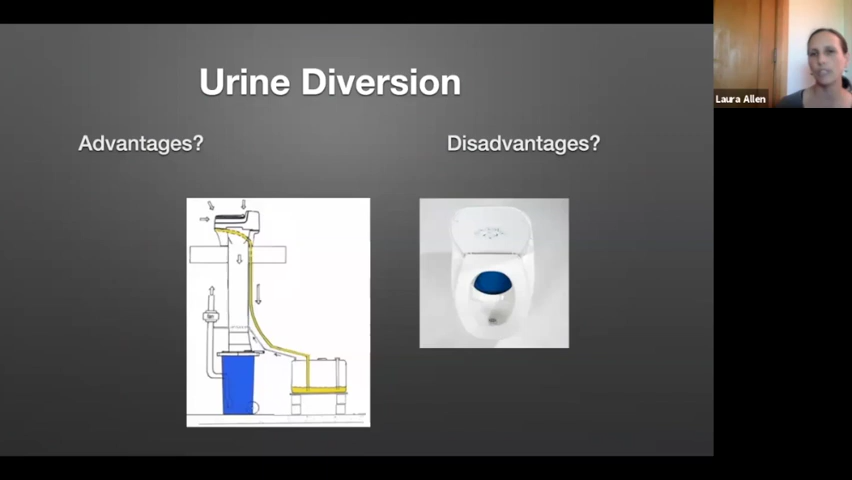 Urine Diversion
Advantages?
Disadvantages?
Laura Allen